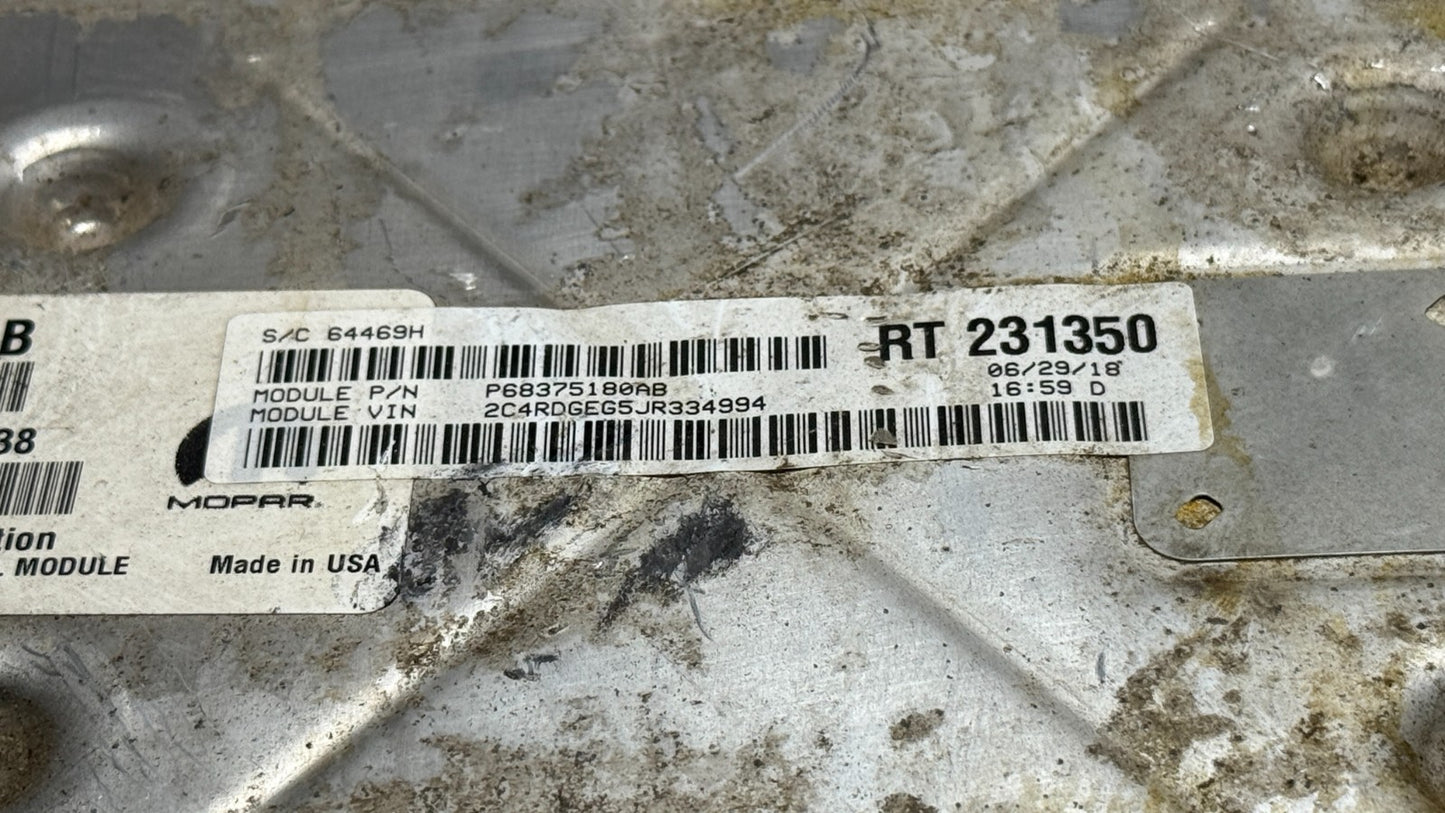 B
S/C 64469H
RT 231350
06/29/18
16:59 D
MODULE P/N P68375180AB
MODULE VIN 2C4RDGEG5JR334994
38
MOPAR
tion
MODULE
Made in USA